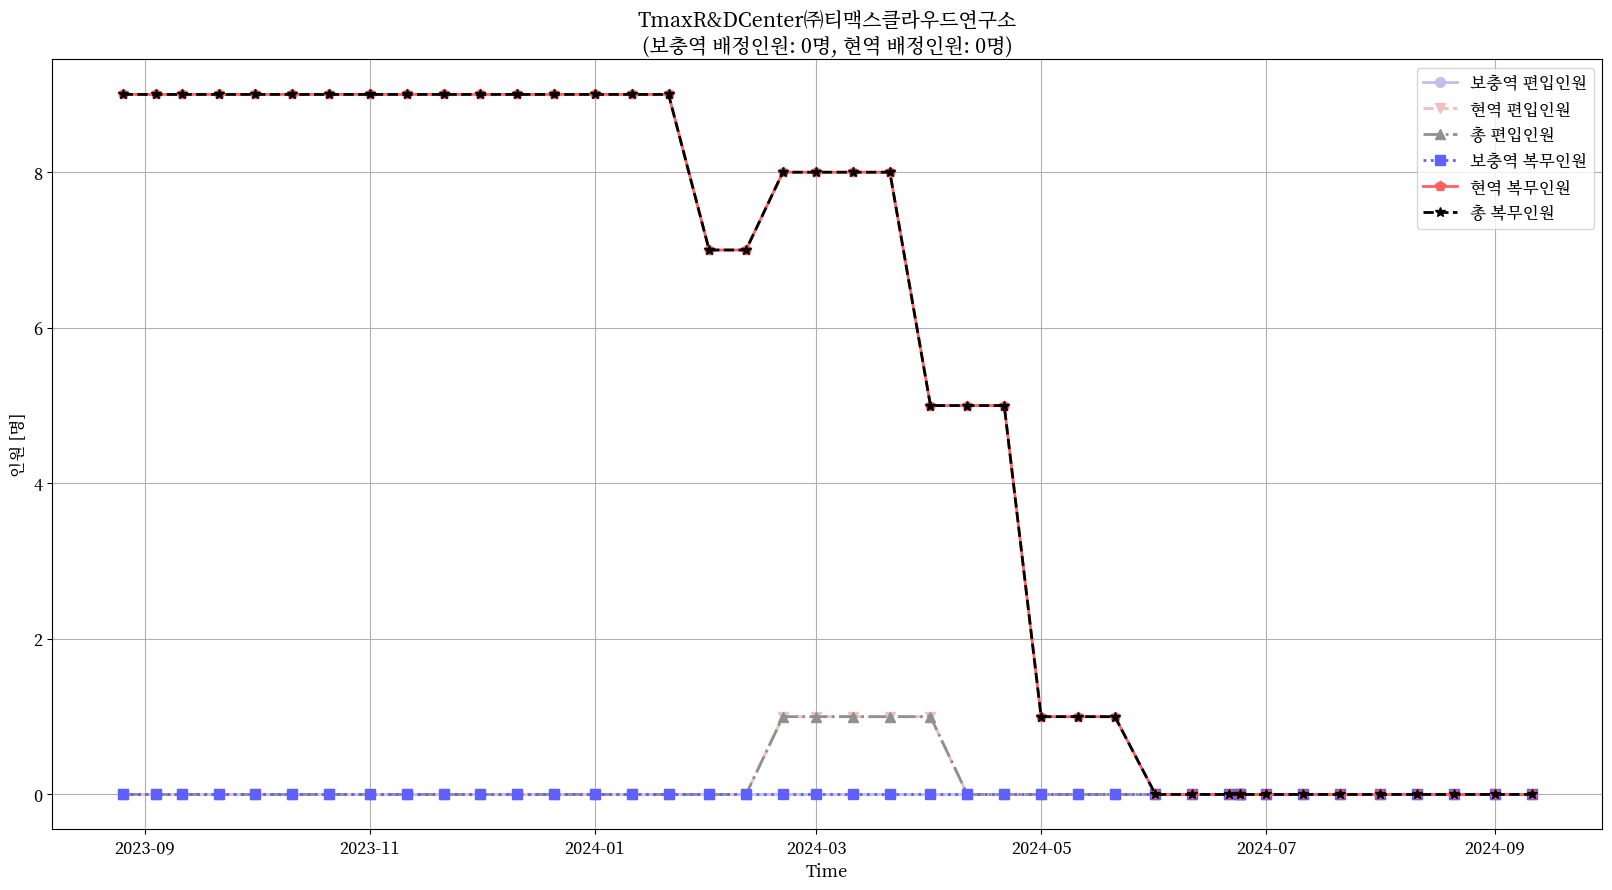 TmaxR&DCenter㈜티맥스클라우드연구소
(보충역 배정인원: 0명, 현역 배정인원: 0명)
보충역 편입인원
현역 편입인원
총 편입인원
보충역 복무인원
현역 복무인원
총 복무인원
인원 [명]
8
6
4
2
0
2023-09
2023-11
2024-01
2024-03
2024-05
2024-07
2024-09
Time